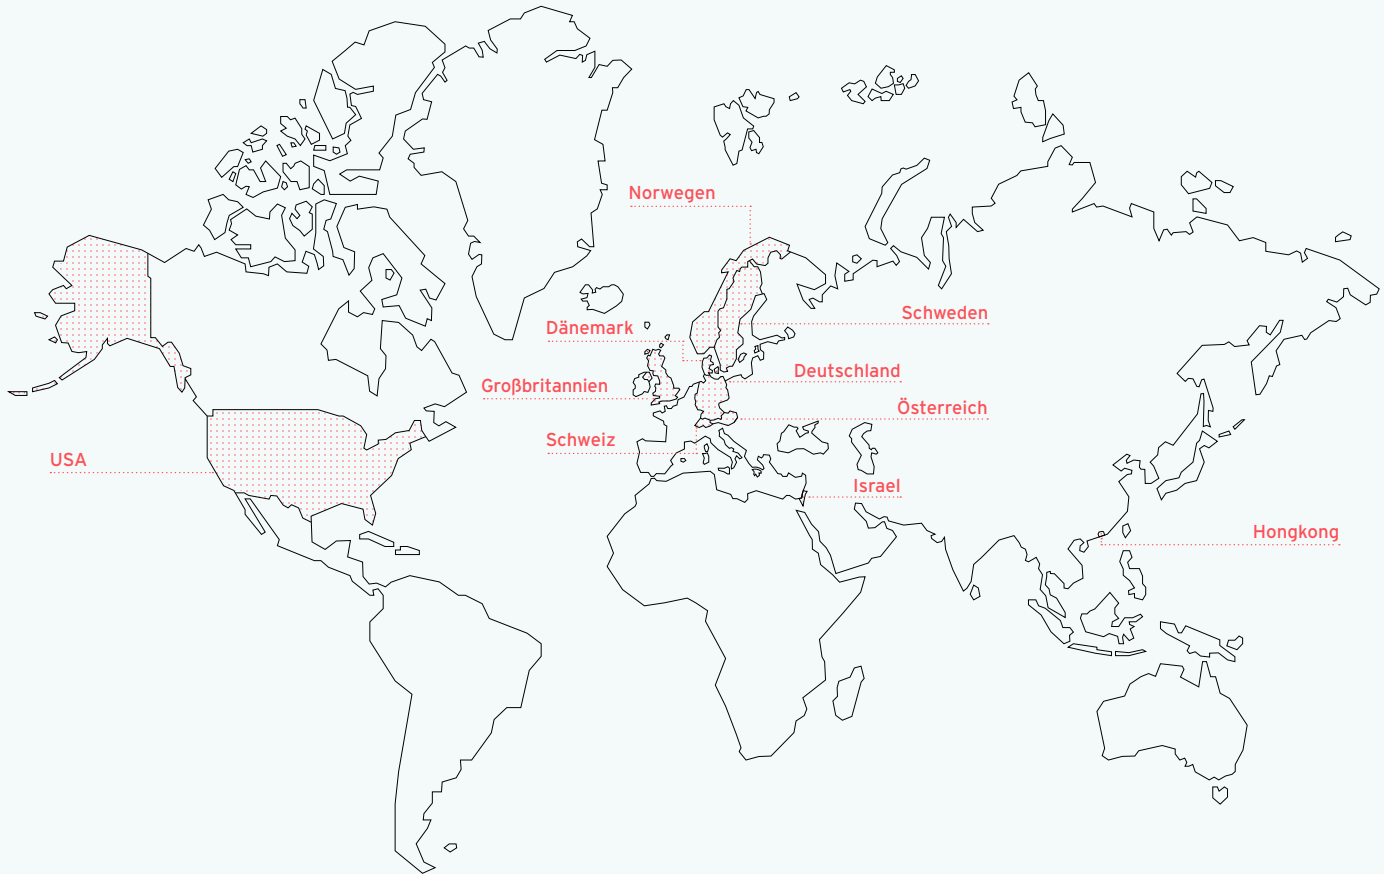 Norwegen
Schweden
Dänemark
Deutschland
Großbritannien
Österreich
Schweiz
USA
Israel
Hongkong